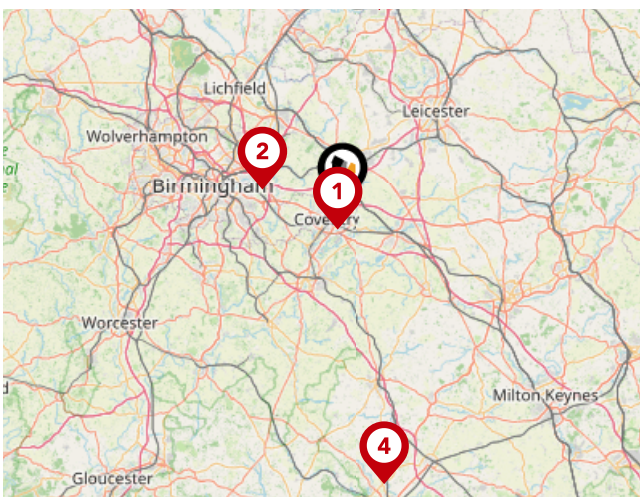 Lichfield
Leicester
Wolverhampton
2
Birmingham
1
Coventry
Worcester
Milton Keynes
4
Gloucester